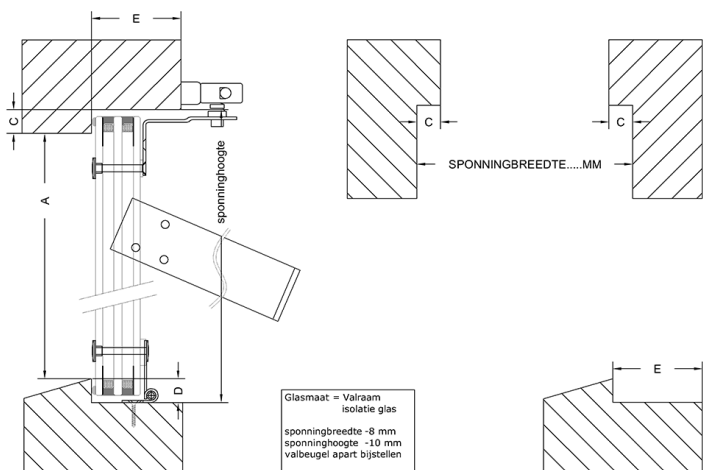 E
C
A
sponninghoogte
D
C
C
SPONNINGBREEDTE.....MM
E
Glasmaat = Valraam
isolatie glas
sponningbreedte -8 mm
sponninghoogte -10 mm
valbeugel apart bijstellen